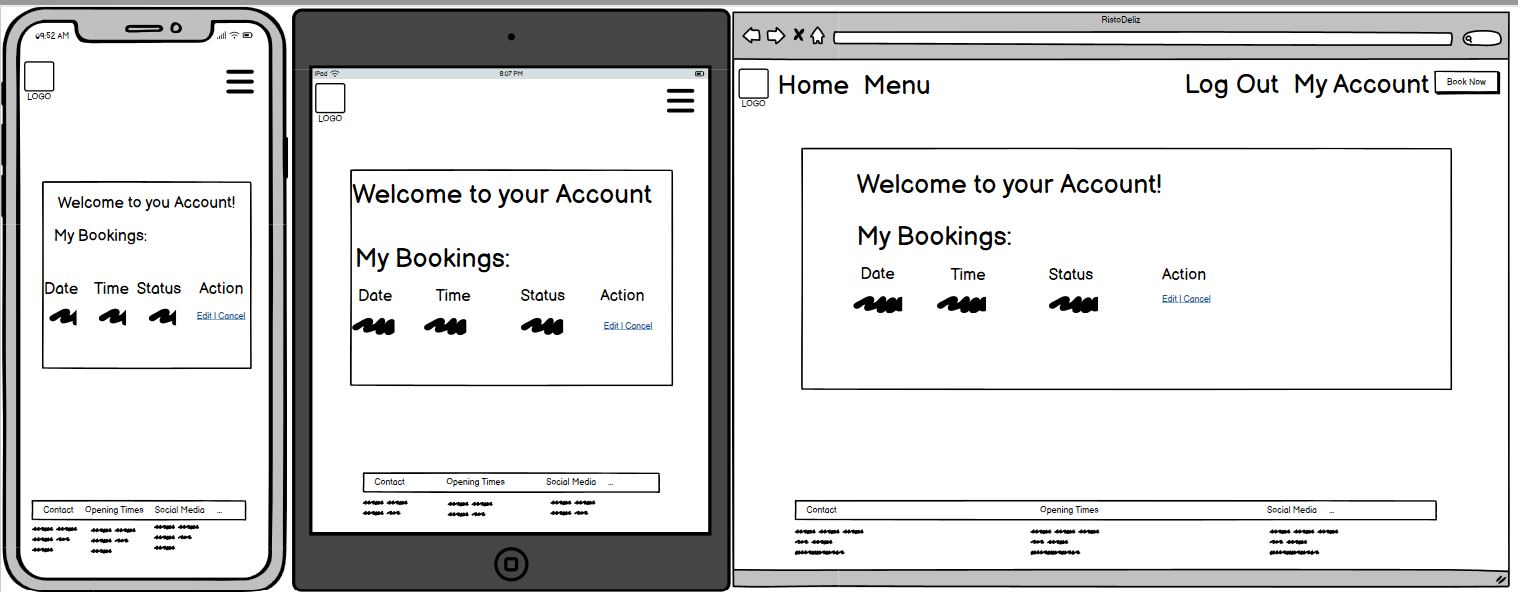 09:52 AM
LOGO
Welcome to you Account!
My Bookings:
Date Time Status Action
Edit | Cancel
Contact Opening Times Social Media ...
iPad 8:07 PM
LOGO
Welcome to your Account
My Bookings:
Date Time Status Action
Edit | Cancel
Contact Opening Times Social Media ...
RistoDeliz
Home Menu Log Out My Account Book Now
LOGO
Welcome to your Account!
My Bookings:
Date Time Status Action
Edit | Cancel
Contact Opening Times Social Media ...